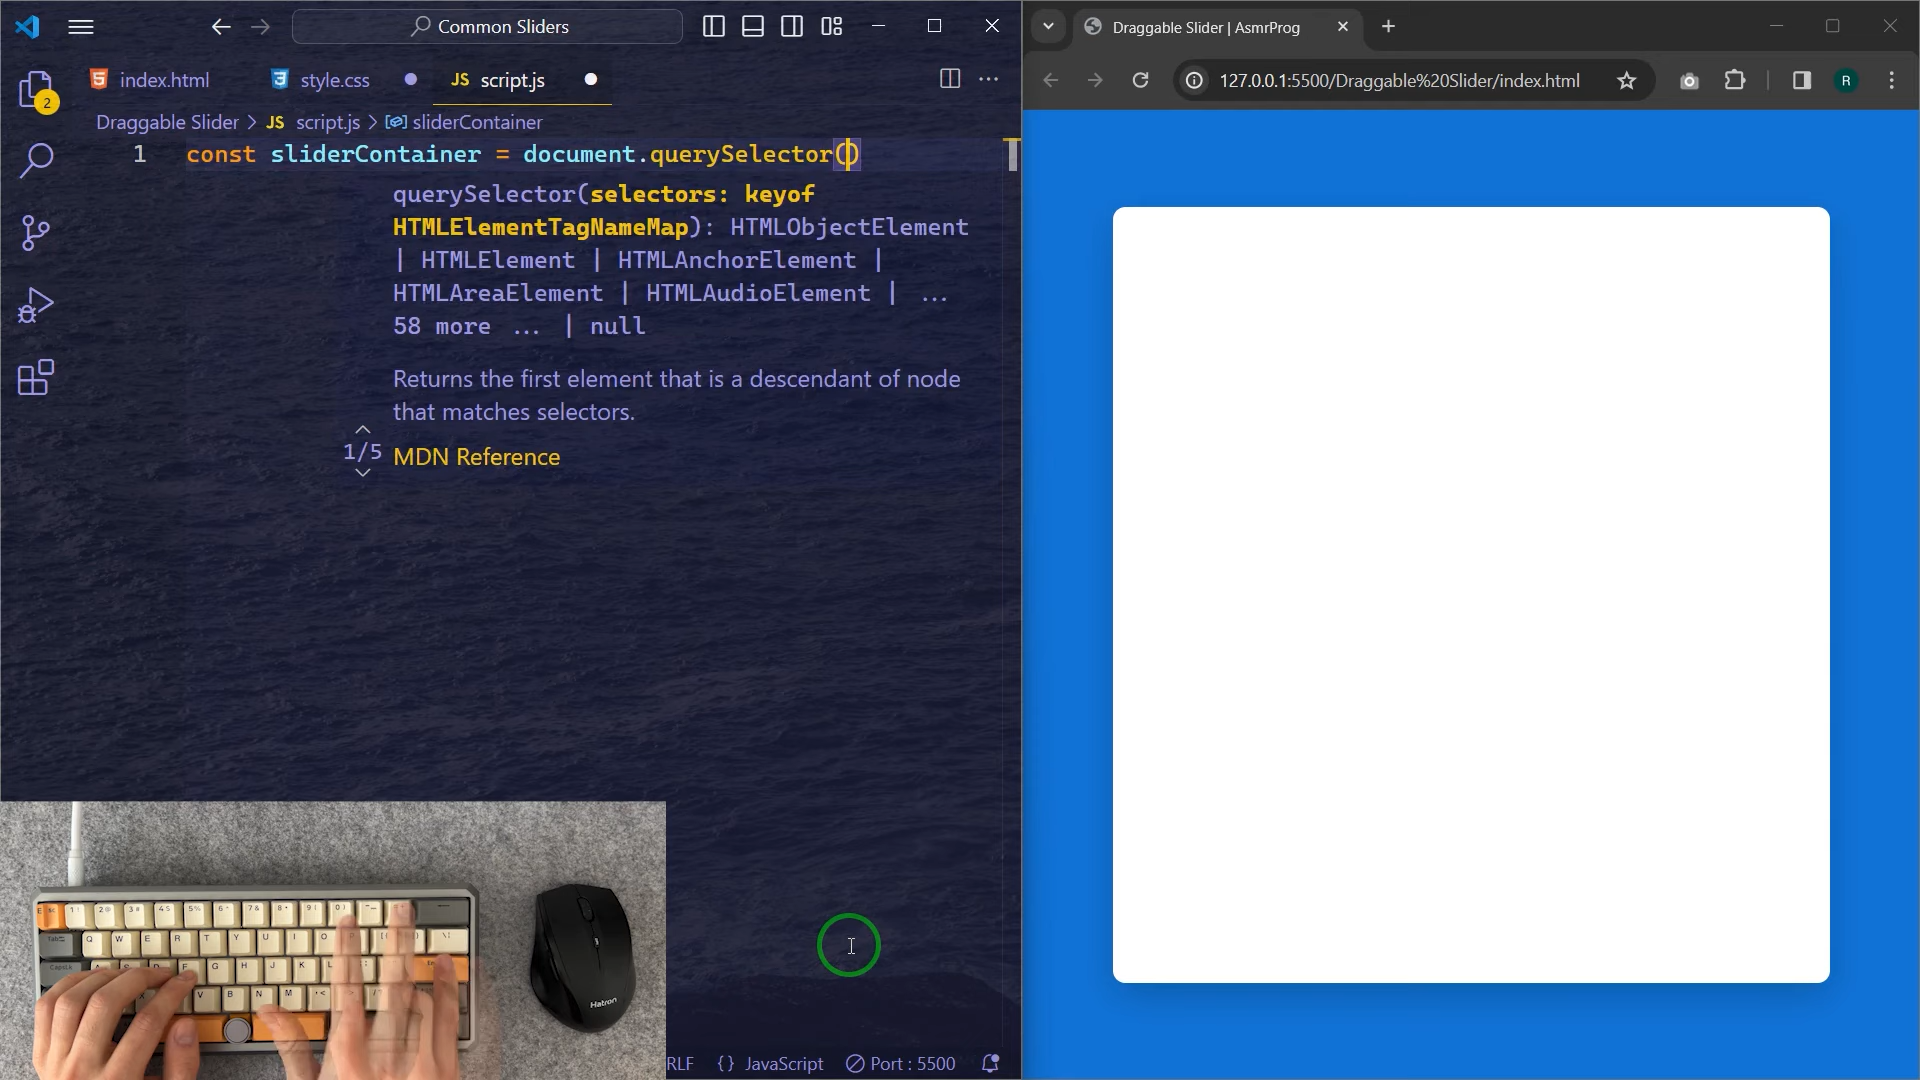 Common Sliders
index.html
style.css
JS script.js
2
Draggable Slider > JS script.js > sliderContainer
1 const sliderContainer = document.querySelector()
querySelector(selectors: keyof
HTMLElementTagNameMap): HTMLObjectElement
| HTMLElement | HTMLAnchorElement |
HTMLAreaElement | HTMLAudioElement | ...
58 more ... | null
Returns the first element that is a descendant of node
that matches selectors.
1/5 MDN Reference
RLF {} JavaScript Port : 5500
Draggable Slider | AsmrProg
127.0.0.1:5500/Draggable%20Slider/index.html
R
Hatron
Q W E R T Y U I O
G H J K L
V B N M